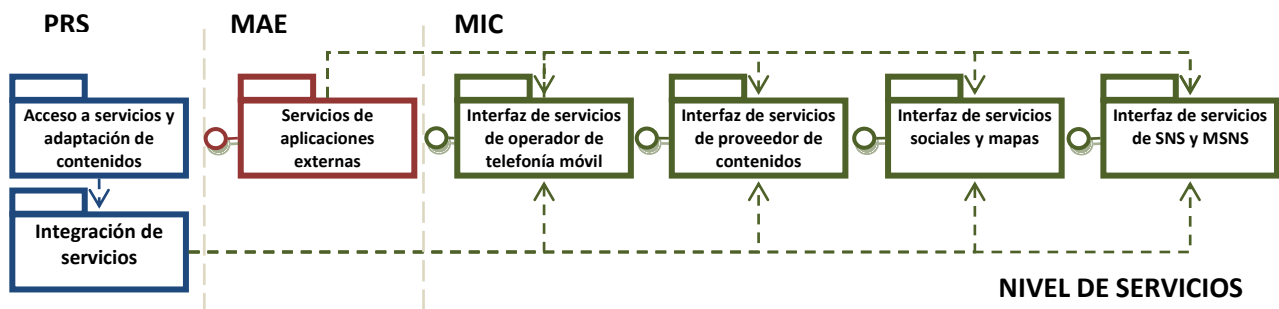 PRS
MAE
MIC
Acceso a servicios y
adaptación de
contenidos
Servicios de
aplicaciones
externas
Interfaz de servicios
de operador de
telefonía móvil
Interfaz de servicios
de proveedor de
contenidos
Interfaz de servicios
sociales y mapas
Interfaz de servicios
de SNS y MSNS
Integración de
servicios
NIVEL DE SERVICIOS